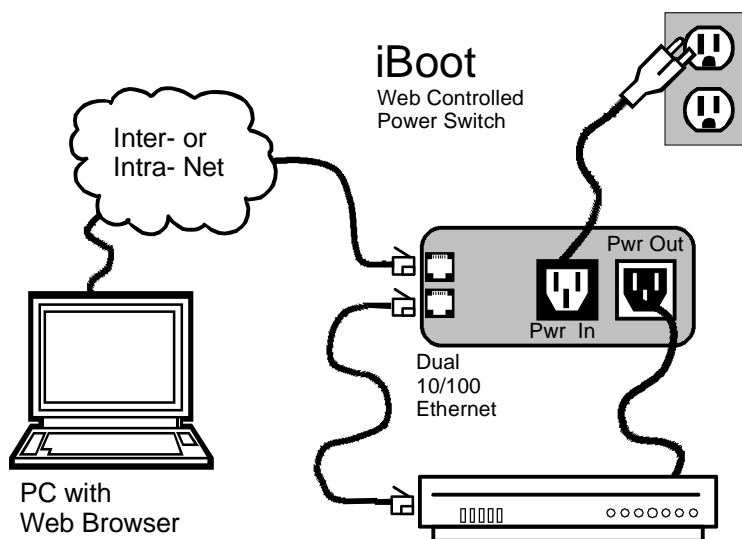 iBoot
Web Controlled
Power Switch
Inter- or
Intra- Net
Pwr Out
Pwr In
Dual
10/100
Ethernet
PC with
Web Browser